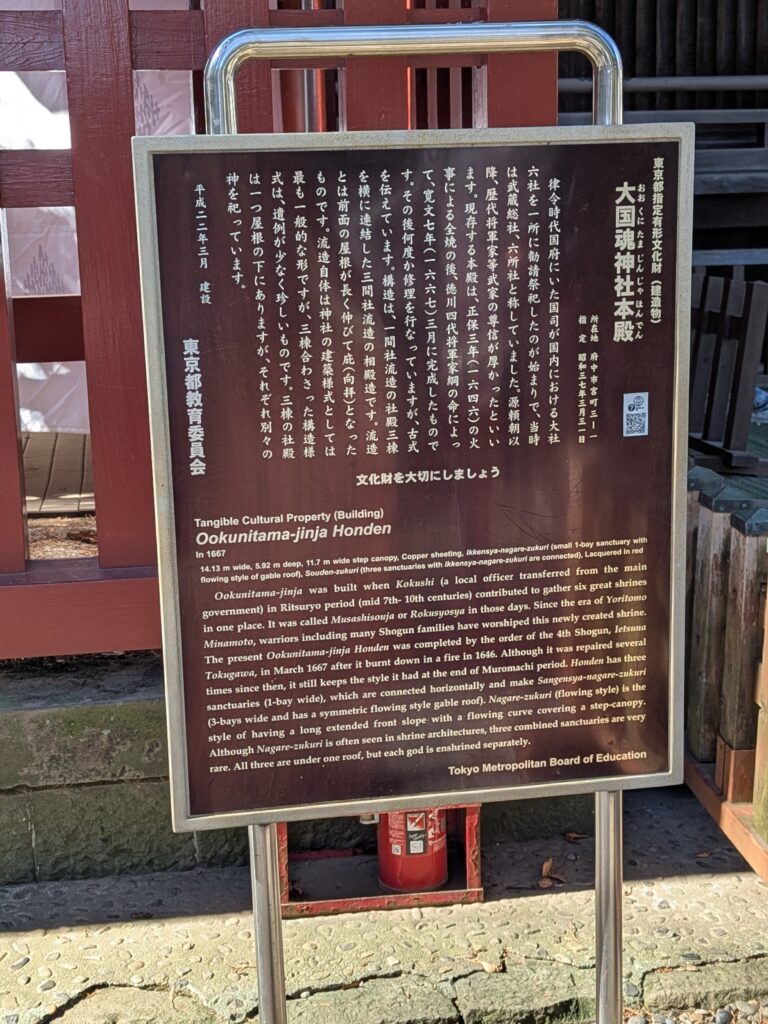 東京都指定有形文化財(建造物)
おおくにたまじんじゃほんでん
大国魂神社本殿
所在地 府中市宮町三ー一
指定 昭和三七年三月三一日
律令時代国府にいた国司が国内における大社
六社を一所に勧請祭祀したのが始まりで、当時
は武蔵総社、六所社と称していました。源頼朝以
降、歴代将軍家等武家の尊信が厚かったといい
ます。現存する本殿は、正保三年(一六四六)の火
事による全焼の後、徳川四代将軍家綱の命によっ
て、寛文七年(一六六七)三月に完成したもので
す。その後何度か修理を行なっていますが、古式
を伝えています。構造は、一間社流造の社殿三棟
を横に連結した三間社流造の相殿造です。流造
とは前面の屋根が長く伸びて庇(向拝)となった
ものです。流造自体は神社の建築様式としては
最も一般的な形ですが、三棟合わさった構造様
式は、遺例が少なく珍しいものです。三棟の社殿
は一つ屋根の下にありますが、それぞれ別々の
神を祀っています。
平成二二年三月 建設
東京都教育委員会
文化財を大切にしましょう
Tangible Cultural Property (Building)
Ookunitama-jinja Honden
In 1667
14.13 m wide, 5.92 m deep, 11.7 m wide step canopy, Copper sheeting, Ikkensya-nagare-zukuri (small 1-bay sanctuary with
flowing style of gable roof), Souden-zukuri (three sanctuaries with Ikkensya-nagare-zukuri are connected), Lacquered in red
Ookunitama-jinja was built when Kokushi (a local officer transferred from the main
government) in Ritsuryo period (mid 7th- 10th centuries) contributed to gather six great shrines
in one place. It was called Musashisouja or Rokusyosya in those days. Since the era of Yoritomo
Minamoto, warriors including many Shogun families have worshiped this newly created shrine.
The present Ookunitama-jinja Honden was completed by the order of the 4th Shogun, Ietsuna
Tokugawa, in March 1667 after it burnt down in a fire in 1646. Although it was repaired several
times since then, it still keeps the style it had at the end of Muromachi period. Honden has three
sanctuaries (1-bay wide), which are connected horizontally and make Sangensya-nagare-zukuri
(3-bays wide and has a symmetric flowing style gable roof). Nagare-zukuri (flowing style) is the
style of having a long extended front slope with a flowing curve covering a step-canopy.
Although Nagare-zukuri is often seen in shrine architectures, three combined sanctuaries are very
rare. All three are under one roof, but each god is enshrined separately.
Tokyo Metropolitan Board of Education